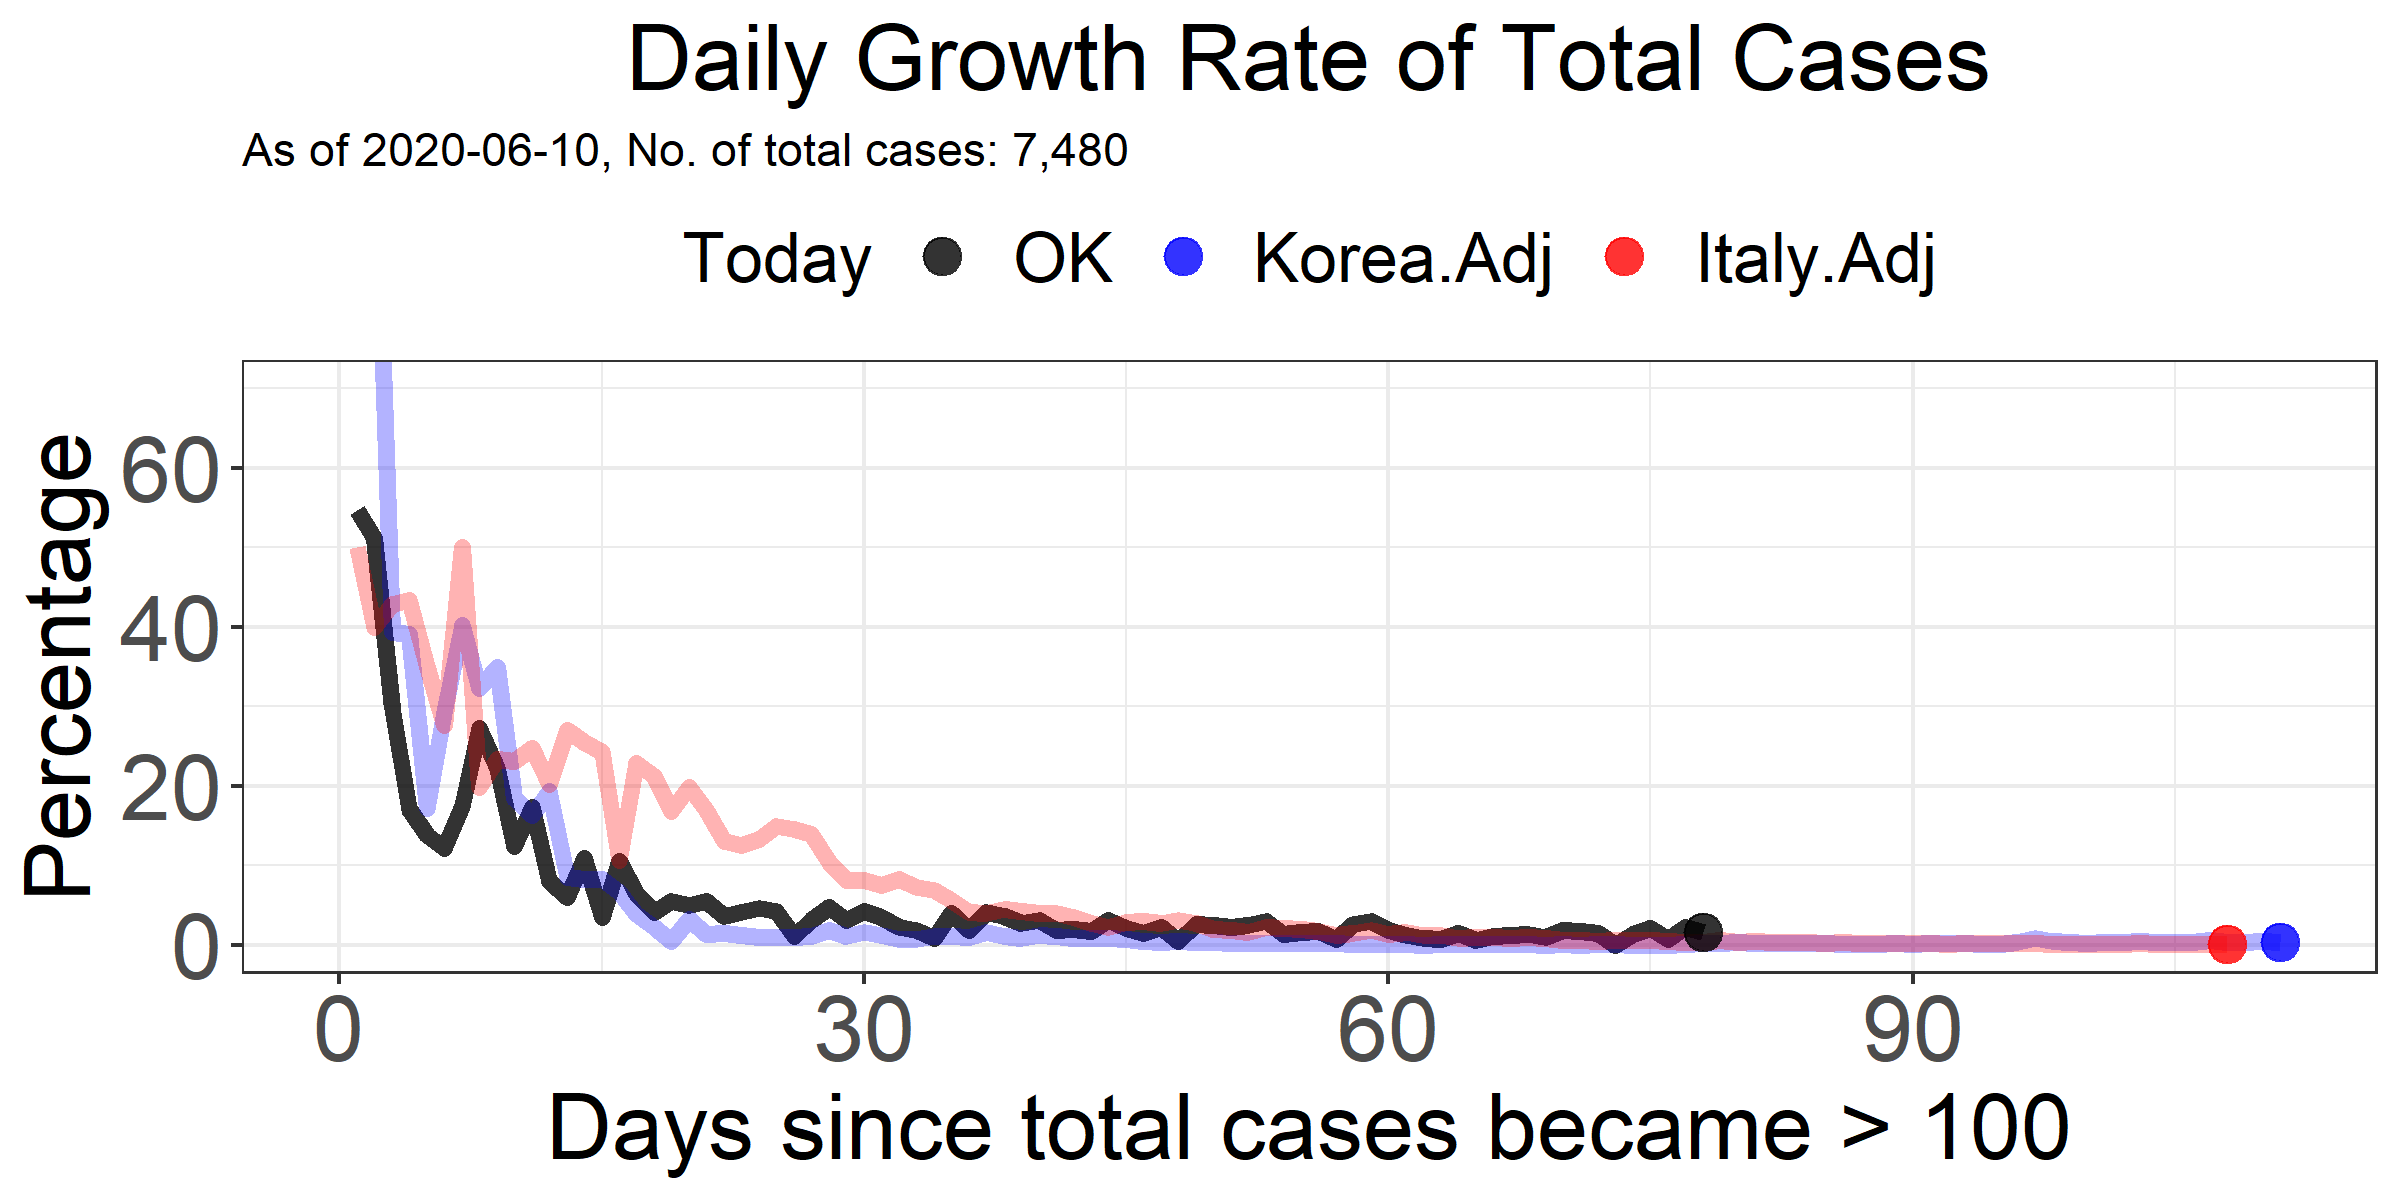 Daily Growth Rate of Total Cases
As of 2020-06-10, No. of total cases: 7,480
Today OK Korea.Adj Italy.Adj
Percentage
60
40
20
0
0 30 60 90
Days since total cases became > 100